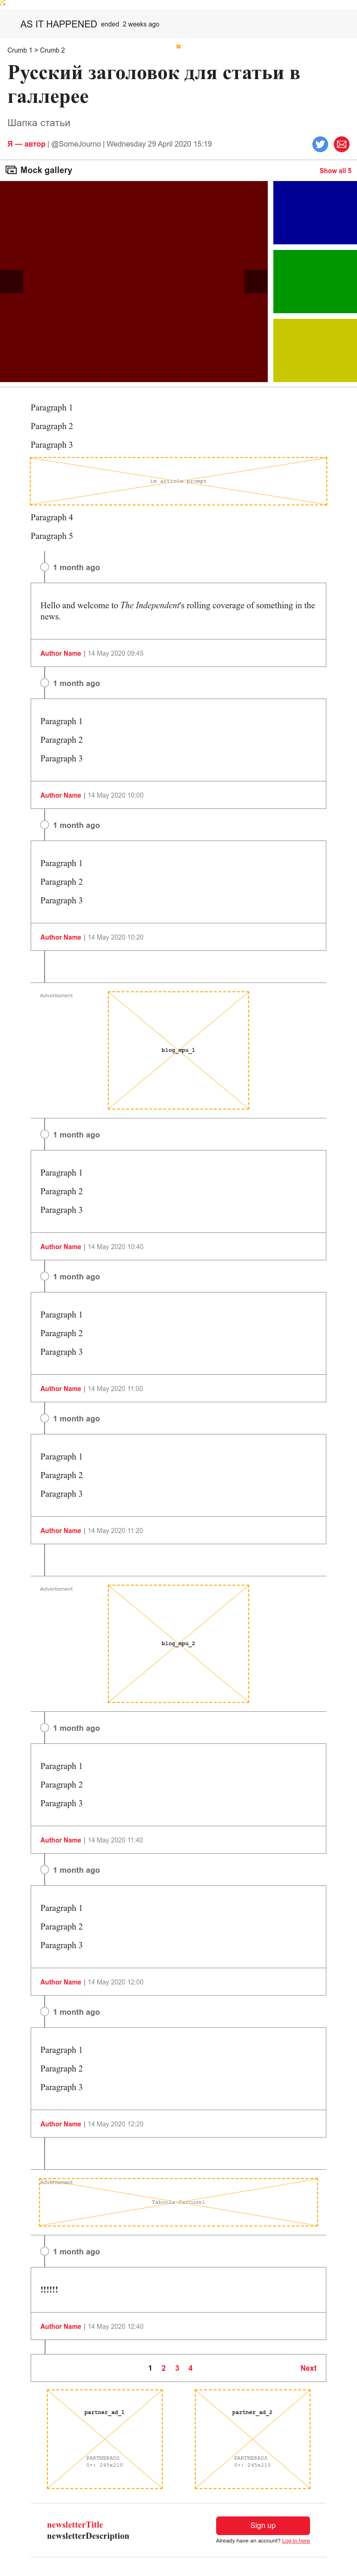 AS IT HAPPENED ended 2 weeks ago
Crumb 1 > Crumb 2
Русский заголовок для статьи в
галлерее
Шапка статьи
Я — автор | @SomeJourno | Wednesday 29 April 2020 15:19
Mock gallery Show all 5
Paragraph 1
Paragraph 2
Paragraph 3
im_article_prompt
Paragraph 4
Paragraph 5
1 month ago
Hello and welcome to The Independent's rolling coverage of something in the
news.
Author Name | 14 May 2020 09:45
1 month ago
Paragraph 1
Paragraph 2
Paragraph 3
Author Name | 14 May 2020 10:00
1 month ago
Paragraph 1
Paragraph 2
Paragraph 3
Author Name | 14 May 2020 10:20
Advertisment
blog_mpu_1
1 month ago
Paragraph 1
Paragraph 2
Paragraph 3
Author Name | 14 May 2020 10:40
1 month ago
Paragraph 1
Paragraph 2
Paragraph 3
Author Name | 14 May 2020 11:00
1 month ago
Paragraph 1
Paragraph 2
Paragraph 3
Author Name | 14 May 2020 11:20
Advertisment
blog_mpu_2
1 month ago
Paragraph 1
Paragraph 2
Paragraph 3
Author Name | 14 May 2020 11:40
1 month ago
Paragraph 1
Paragraph 2
Paragraph 3
Author Name | 14 May 2020 12:00
1 month ago
Paragraph 1
Paragraph 2
Paragraph 3
Author Name | 14 May 2020 12:20
Advertisment
Taboola Carousel
1 month ago
!!!!!!
Author Name | 14 May 2020 12:40
1 2 3 4 Next
partner_ad_1 partner_ad_2
PARTNERADS PARTNERADS
0+: 245x210 0+: 245x210
newsletterTitle
newsletterDescription
Sign up
Already have an account? Log in here